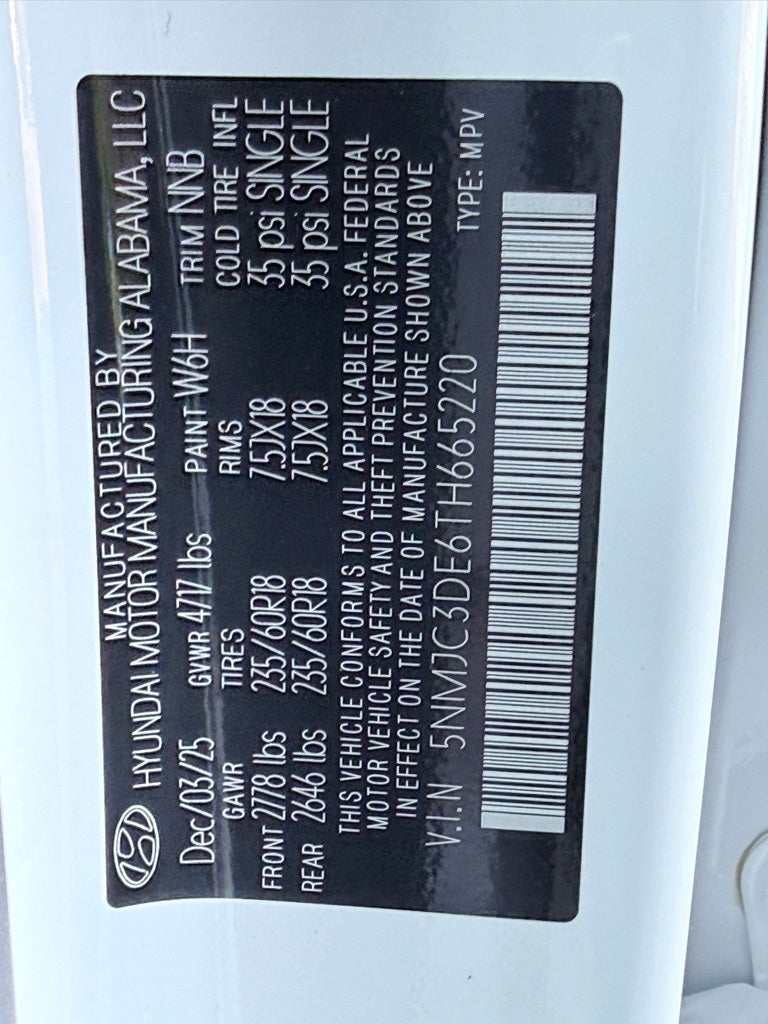 MANUFACTURED BY
HYUNDAI MOTOR MANUFACTURING ALABAMA, LLC
Dec/03/25 GVWR 4717 lbs PAINT W6H TRIM NNB
GAWR TIRES RIMS COLD TIRE INFL
FRONT 2778 lbs 235/60R18 7.5JX18 35 psi SINGLE
REAR 2646 lbs 235/60R18 7.5JX18 35 psi SINGLE
THIS VEHICLE CONFORMS TO ALL APPLICABLE U.S.A. FEDERAL
MOTOR VEHICLE SAFETY AND THEFT PREVENTION STANDARDS
IN EFFECT ON THE DATE OF MANUFACTURE SHOWN ABOVE
V.I.N 5NMJC3DE6TH665220 TYPE: MPV